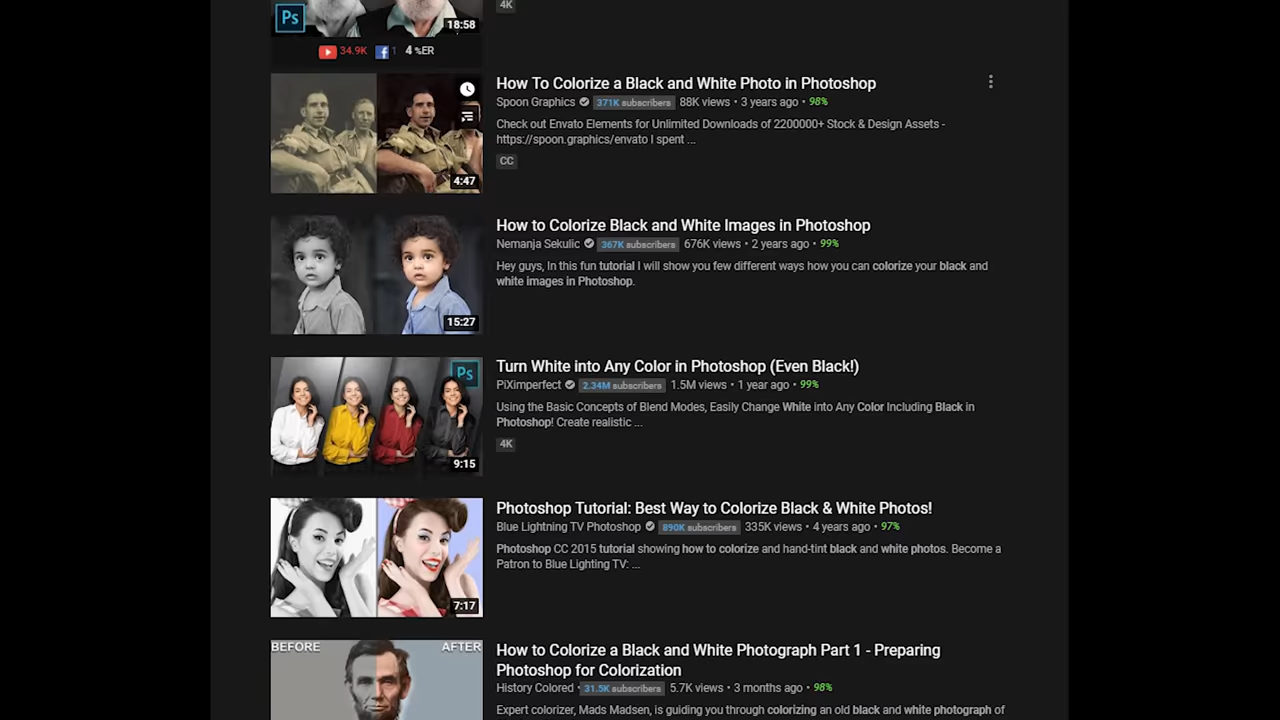 Ps
18:58
4K
34.9K 1 4 %ER
How To Colorize a Black and White Photo in Photoshop
Spoon Graphics 371K subscribers 88K views • 3 years ago • 98%
Check out Envato Elements for Unlimited Downloads of 2200000+ Stock & Design Assets -
https://spoon.graphics/envato I spent ...
CC
4:47
How to Colorize Black and White Images in Photoshop
Nemanja Sekulic 367K subscribers 676K views • 2 years ago • 99%
Hey guys, In this fun tutorial I will show you few different ways how you can colorize your black and
white images in Photoshop.
15:27
Turn White into Any Color in Photoshop (Even Black!)
Ps
PiXimperfect 2.34M subscribers 1.5M views • 1 year ago • 99%
Using the Basic Concepts of Blend Modes, Easily Change White into Any Color Including Black in
Photoshop! Create realistic ...
4K
9:15
Photoshop Tutorial: Best Way to Colorize Black & White Photos!
Blue Lightning TV Photoshop 890K subscribers 335K views • 4 years ago • 97%
Photoshop CC 2015 tutorial showing how to colorize and hand-tint black and white photos. Become a
Patron to Blue Lighting TV: ...
7:17
BEFORE AFTER
How to Colorize a Black and White Photograph Part 1 - Preparing
Photoshop for Colorization
History Colored • 31.5K subscribers 5.7K views • 3 months ago • 98%
Expert colorizer, Mads Madsen, is guiding you through colorizing an old black and white photograph of